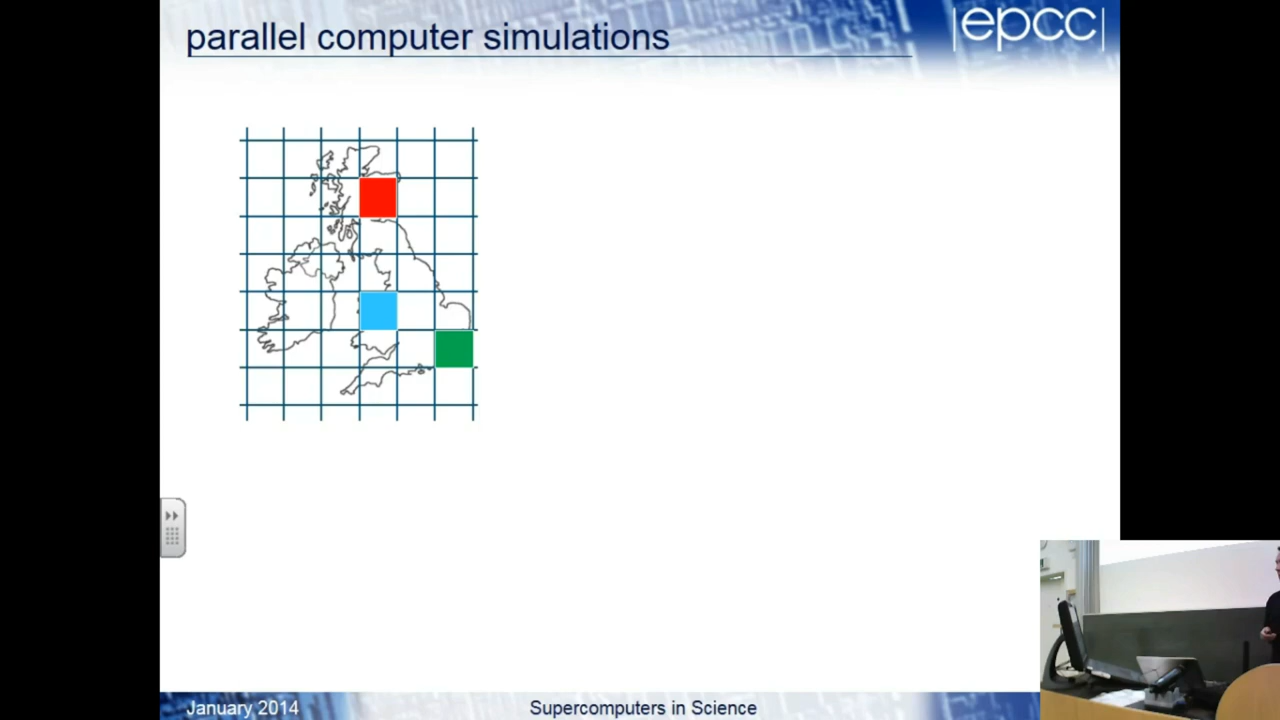 parallel computer simulations
|epcc|
January 2014
Supercomputers in Science